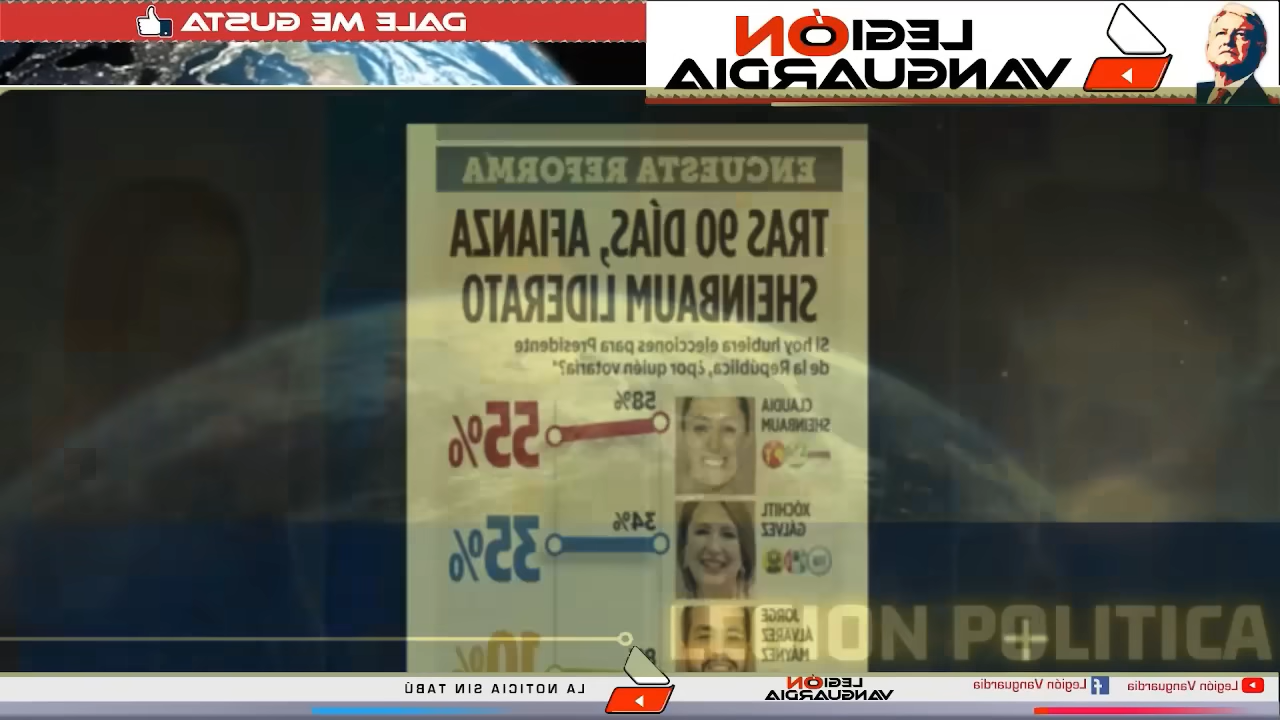 DALE ME GUSTA
LEGIÓN
VANGUARDIA
ENCUESTA REFORMA
TRAS 90 DÍAS, AFIANZA
SHEINBAUM LIDERATO
Si hoy hubiera elecciones para Presidente
de la República, ¿por quién votaría?*
CLAUDIA
SHEINBAUM
58%
55%
XÓCHITL
GÁLVEZ
34%
35%
JORGE
ÁLVAREZ
MÁYNEZ
10%
LEGION POLITICA
LA NOTICIA SIN TABÚ
LEGIÓN
VANGUARDIA
Legión Vanguardia
Legión Vanguardia